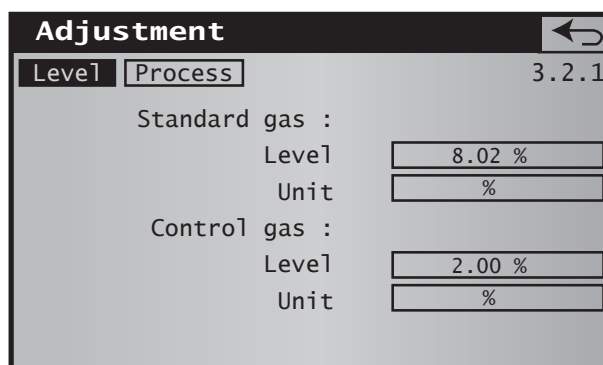 Adjustment
Level Process 3.2.1
Standard gas :
Level 8.02 %
Unit %
Control gas :
Level 2.00 %
Unit %